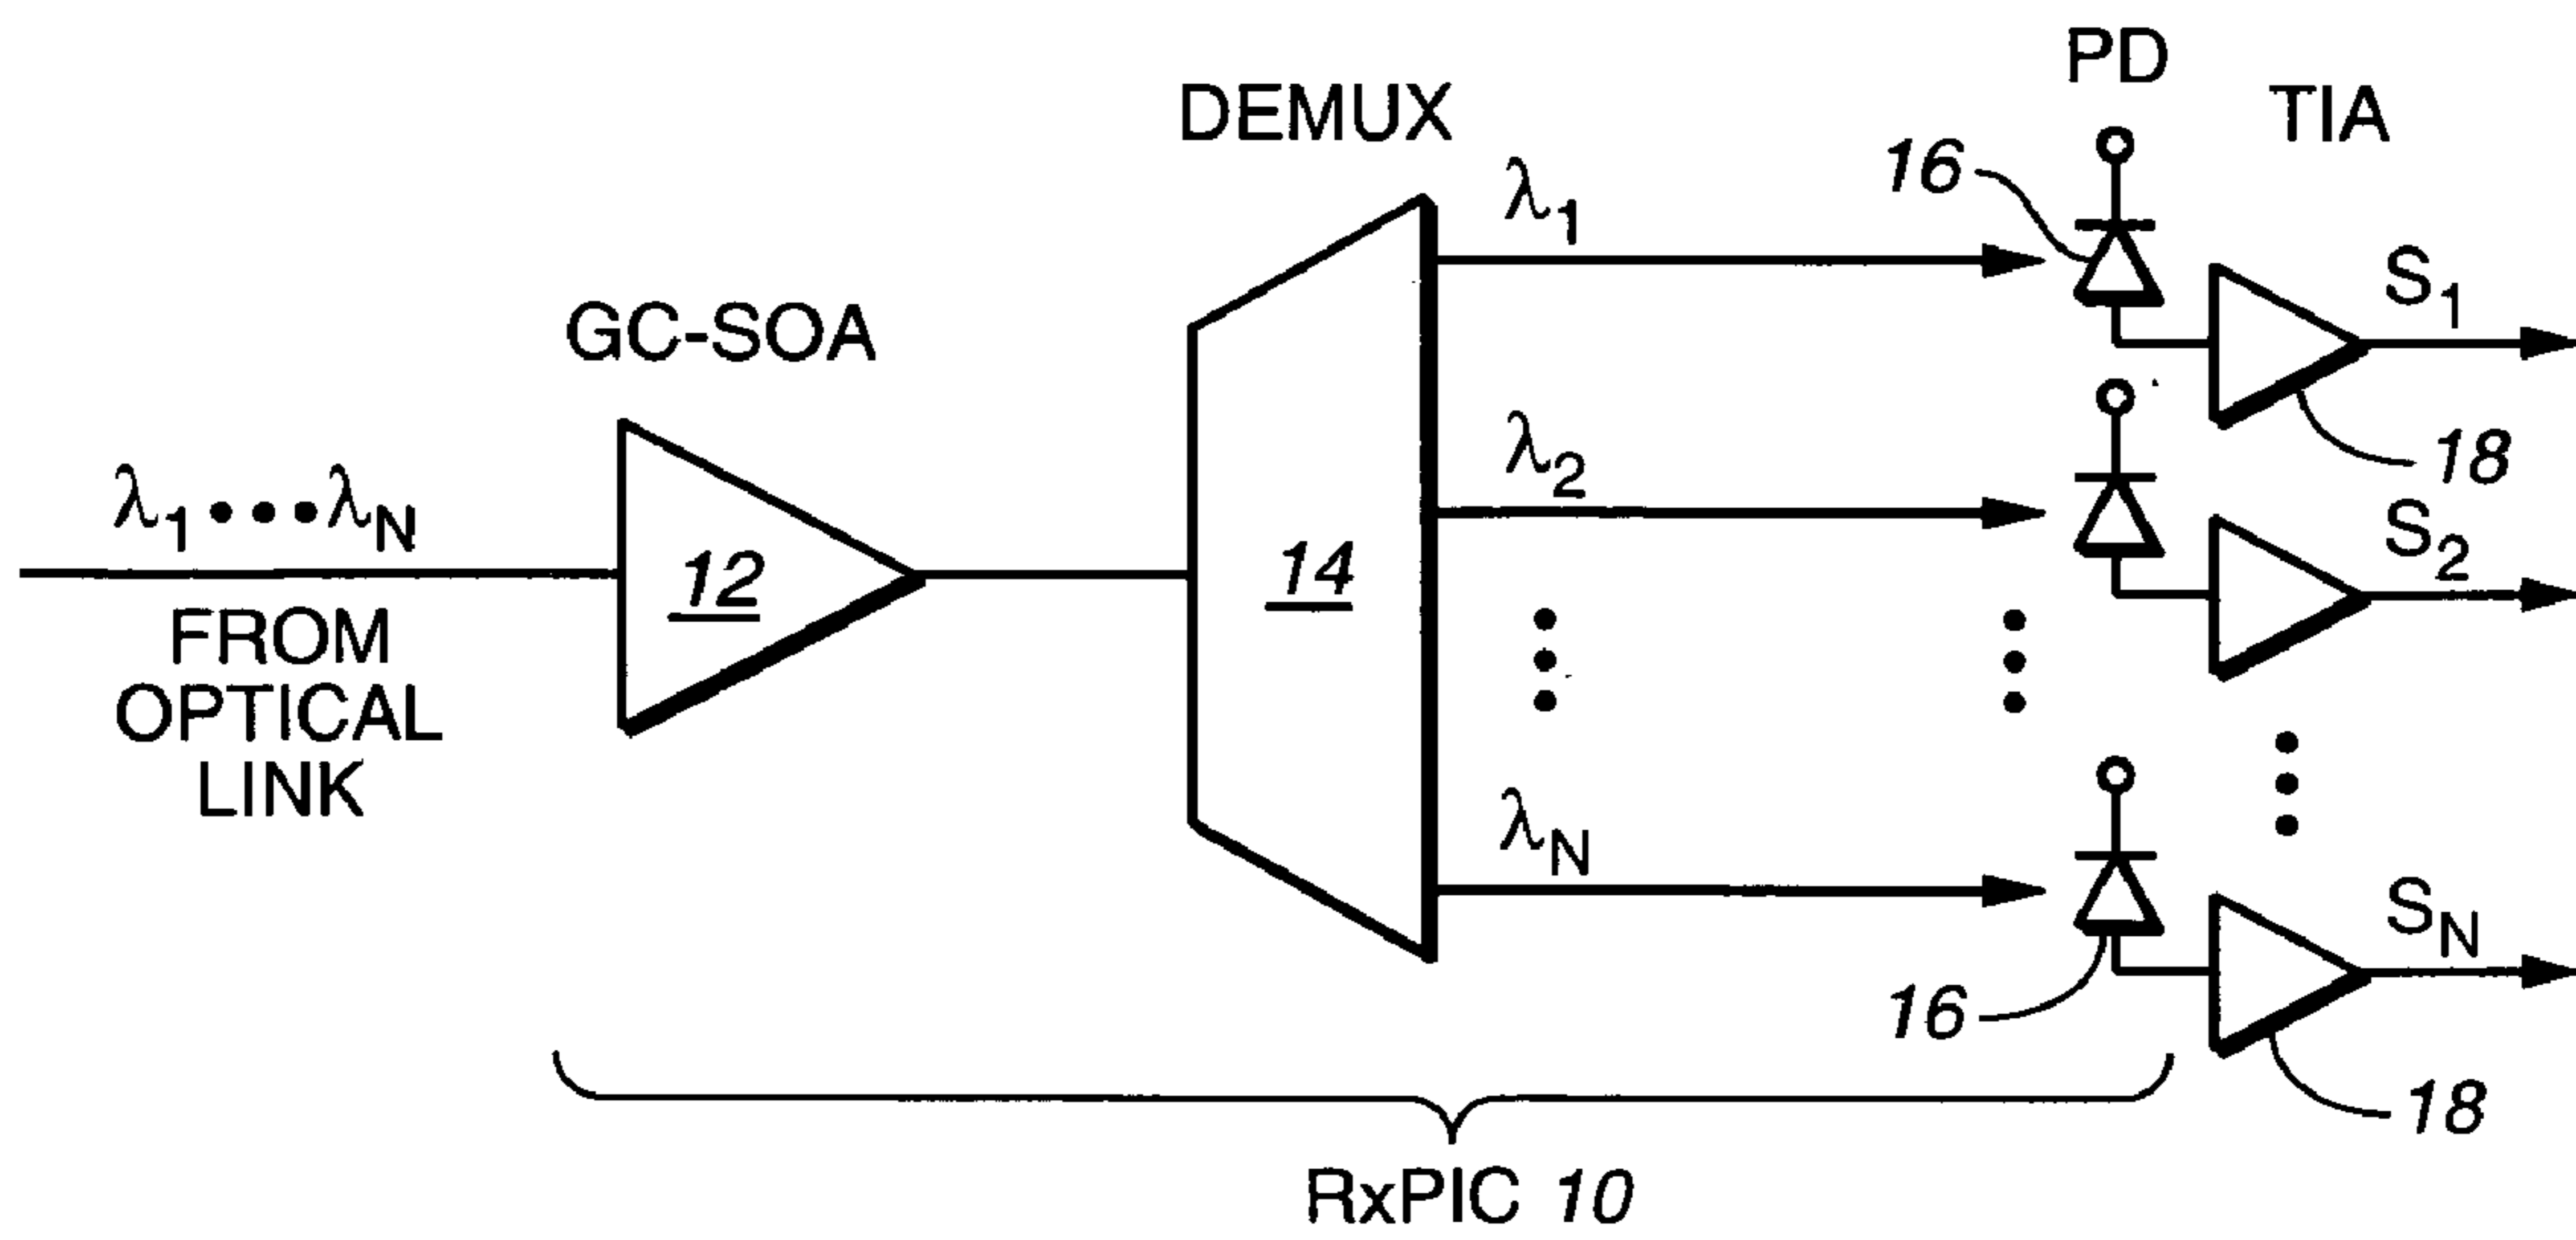 PD
DEMUX
TIA
16
λ1
S1
GC-SOA
18
λ2
λ1•••λN
S2
12
14
FROM
OPTICAL
LINK
λN
SN
16
18
RxPIC 10